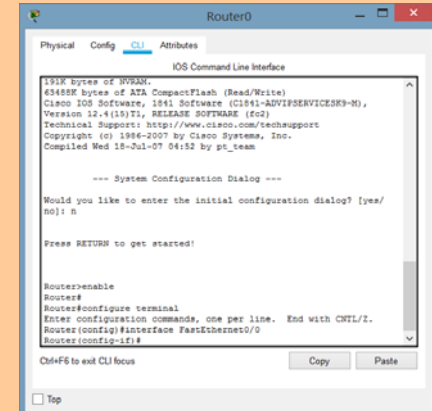 Router0
Physical Config CLI Attributes
IOS Command Line Interface
191K bytes of NVRAM.
63488K bytes of ATA CompactFlash (Read/Write)
Cisco IOS Software, 1841 Software (C1841-ADVIPSERVICESK9-M),
Version 12.4(15)T1, RELEASE SOFTWARE (fc2)
Technical Support: http://www.cisco.com/techsupport
Copyright (c) 1986-2007 by Cisco Systems, Inc.
Compiled Wed 18-Jul-07 04:52 by pt_team
--- System Configuration Dialog ---
Would you like to enter the initial configuration dialog? [yes/
no]: n
Press RETURN to get started!
Router>enable
Router#
Router#configure terminal
Enter configuration commands, one per line. End with CNTL/Z.
Router(config)#interface FastEthernet0/0
Router(config-if)#
Ctrl+F6 to exit CLI focus
Copy Paste
Top